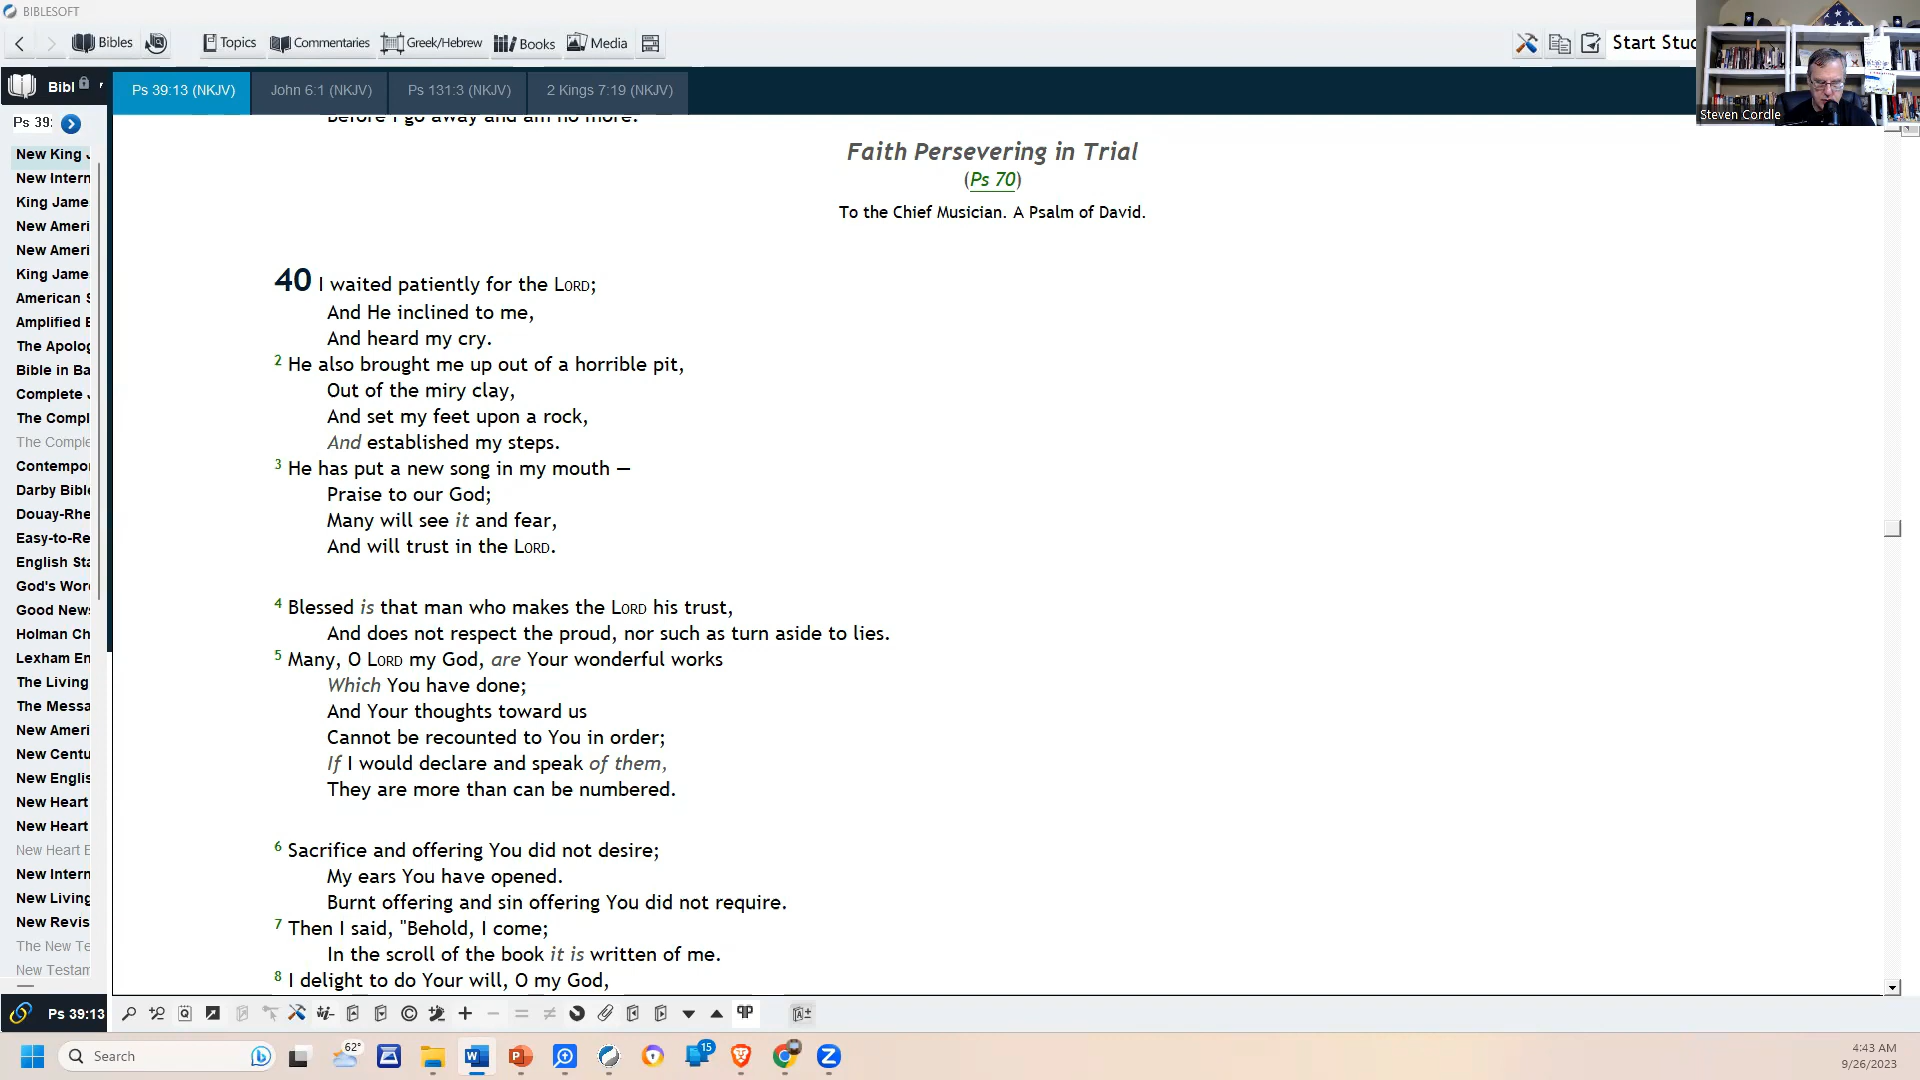 BIBLESOFT
Bibles
Topics
Commentaries
Greek/Hebrew
Books
Media
Start Stu
Steven Cordle
Bibl
Ps 39:13 (NKJV)
John 6:1 (NKJV)
Ps 131:3 (NKJV)
2 Kings 7:19 (NKJV)
Ps 39:
New King J
New Intern
King Jame
New Ameri
New Ameri
King Jame
American S
Amplified B
The Apolog
Bible in Ba
Complete J
The Compl
The Comple
Contempor
Darby Bible
Douay-Rhe
Easy-to-Re
English Sta
God's Word
Good News
Holman Ch
Lexham En
The Living
The Messa
New Ameri
New Centu
New Englis
New Heart
New Heart
New Heart E
New Intern
New Living
New Revis
The New Te
New Testam
Before I go away and am no more."
Faith Persevering in Trial
(Ps 70)
To the Chief Musician. A Psalm of David.
40 I waited patiently for the LORD;
And He inclined to me,
And heard my cry.
2 He also brought me up out of a horrible pit,
Out of the miry clay,
And set my feet upon a rock,
And established my steps.
3 He has put a new song in my mouth —
Praise to our God;
Many will see it and fear,
And will trust in the LORD.
4 Blessed is that man who makes the LORD his trust,
And does not respect the proud, nor such as turn aside to lies.
5 Many, O LORD my God, are Your wonderful works
Which You have done;
And Your thoughts toward us
Cannot be recounted to You in order;
If I would declare and speak of them,
They are more than can be numbered.
6 Sacrifice and offering You did not desire;
My ears You have opened.
Burnt offering and sin offering You did not require.
7 Then I said, "Behold, I come;
In the scroll of the book it is written of me.
8 I delight to do Your will, O my God,
Ps 39:13
Search
62°
15
4:43 AM
9/26/2023